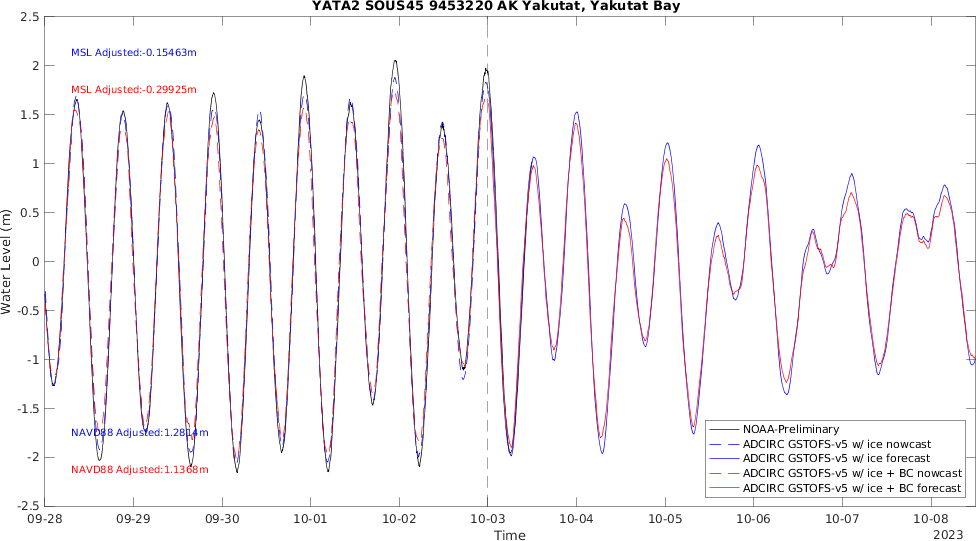 YATA2 SOUS45 9453220 AK Yakutat, Yakutat Bay
2.5
2
1.5
1
0.5
0
-0.5
-1
-1.5
-2
-2.5
Water Level (m)
MSL Adjusted:-0.15463m
MSL Adjusted:-0.29925m
NAVD88 Adjusted:1.2814m
NAVD88 Adjusted:1.1368m
NOAA-Preliminary
ADCIRC GSTOFS-v5 w/ ice nowcast
ADCIRC GSTOFS-v5 w/ ice forecast
ADCIRC GSTOFS-v5 w/ ice + BC nowcast
ADCIRC GSTOFS-v5 w/ ice + BC forecast
09-28 09-29 09-30 10-01 10-02 10-03 10-04 10-05 10-06 10-07 10-08
Time
2023